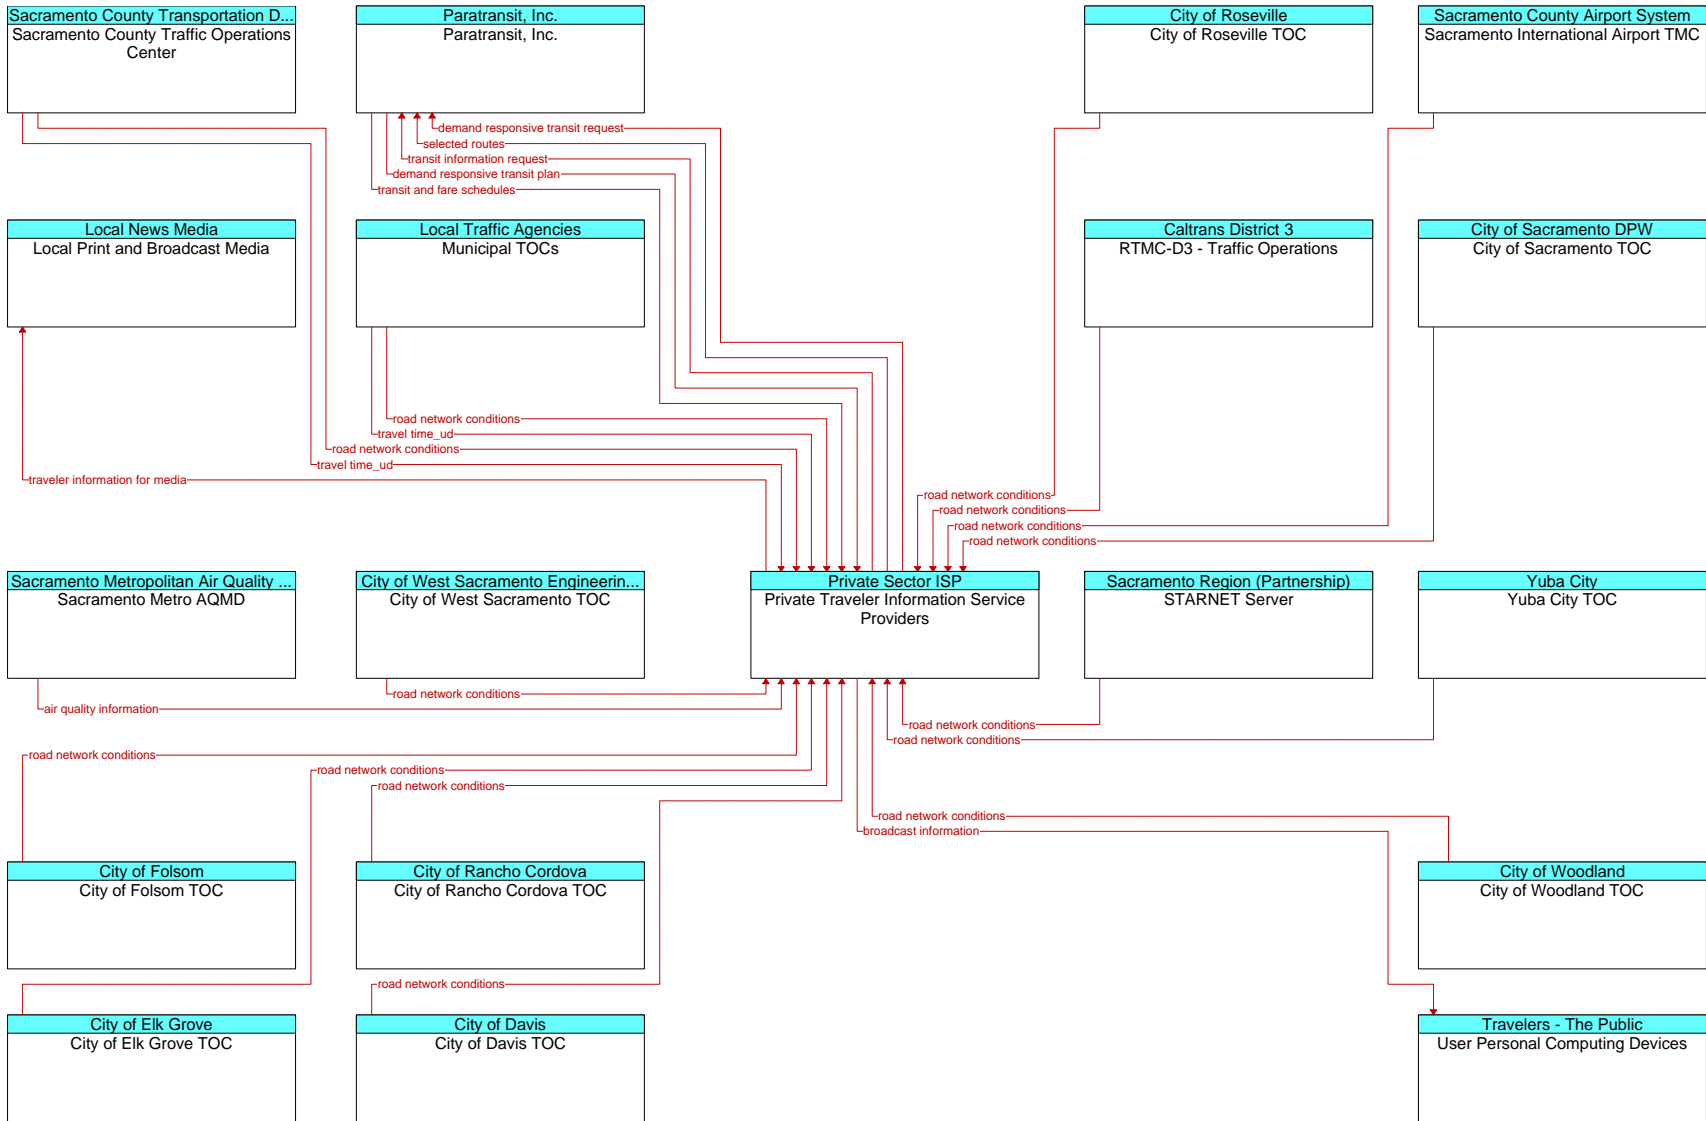 Sacramento County Transportation D...
Sacramento County Traffic Operations
Center
Paratransit, Inc.
Paratransit, Inc.
City of Roseville
City of Roseville TOC
Sacramento County Airport System
Sacramento International Airport TMC
demand responsive transit request
selected routes
transit information request
demand responsive transit plan
transit and fare schedules
Local News Media
Local Print and Broadcast Media
Local Traffic Agencies
Municipal TOCs
Caltrans District 3
RTMC-D3 - Traffic Operations
City of Sacramento DPW
City of Sacramento TOC
road network conditions
travel time_ud
road network conditions
travel time_ud
traveler information for media
road network conditions
road network conditions
road network conditions
road network conditions
Sacramento Metropolitan Air Quality ...
Sacramento Metro AQMD
City of West Sacramento Engineerin...
City of West Sacramento TOC
Private Sector ISP
Private Traveler Information Service
Providers
Sacramento Region (Partnership)
STARNET Server
Yuba City
Yuba City TOC
road network conditions
air quality information
road network conditions
road network conditions
road network conditions
road network conditions
road network conditions
road network conditions
broadcast information
City of Folsom
City of Folsom TOC
City of Rancho Cordova
City of Rancho Cordova TOC
City of Woodland
City of Woodland TOC
road network conditions
City of Elk Grove
City of Elk Grove TOC
City of Davis
City of Davis TOC
Travelers - The Public
User Personal Computing Devices